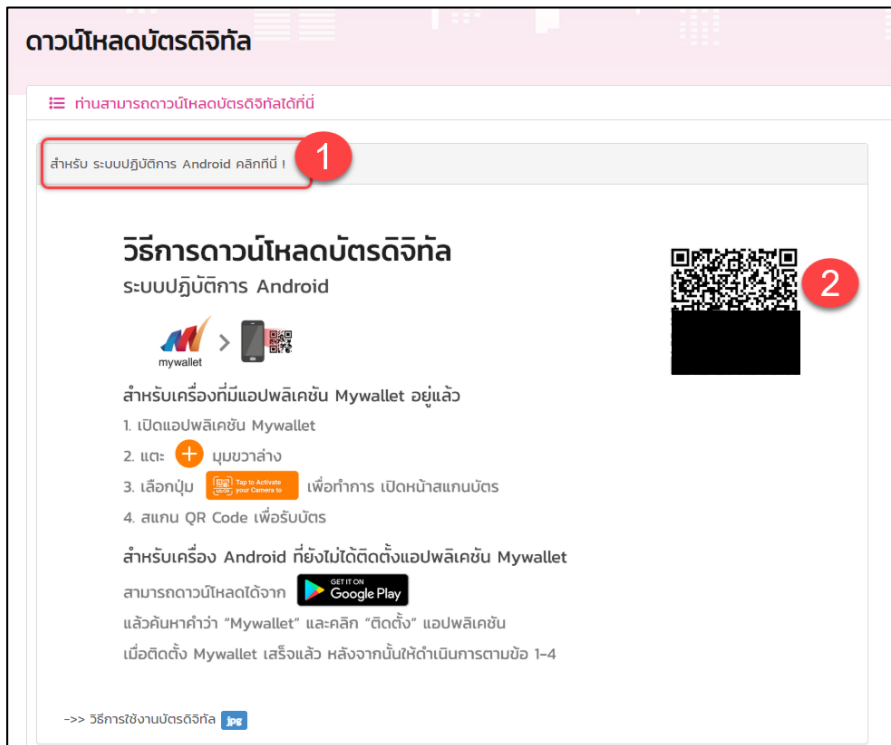 ดาวน์โหลดบัตรดิจิทัล
ท่านสามารถดาวน์โหลดบัตรดิจิทัลได้ที่นี่
สำหรับ ระบบปฏิบัติการ Android คลิกทีนี่ !
1
วิธีการดาวน์โหลดบัตรดิจิทัล
ระบบปฏิบัติการ Android
2
mywallet
สำหรับเครื่องที่มีแอปพลิเคชัน Mywallet อยู่แล้ว
1. เปิดแอปพลิเคชัน Mywallet
2. แตะ + มุมขวาล่าง
3. เลือกปุ่ม Tap to Activate your Camera to เพื่อทำการ เปิดหน้าสแกนบัตร
4. สแกน QR Code เพื่อรับบัตร
สำหรับเครื่อง Android ที่ยังไม่ได้ติดตั้งแอปพลิเคชัน Mywallet
สามารถดาวน์โหลดได้จาก GET IT ON Google Play
แล้วค้นหาคำว่า “Mywallet” และคลิก “ติดตั้ง” แอปพลิเคชัน
เมื่อติดตั้ง Mywallet เสร็จแล้ว หลังจากนั้นให้ดำเนินการตามข้อ 1-4
->> วิธีการใช้งานบัตรดิจิทัล jpg